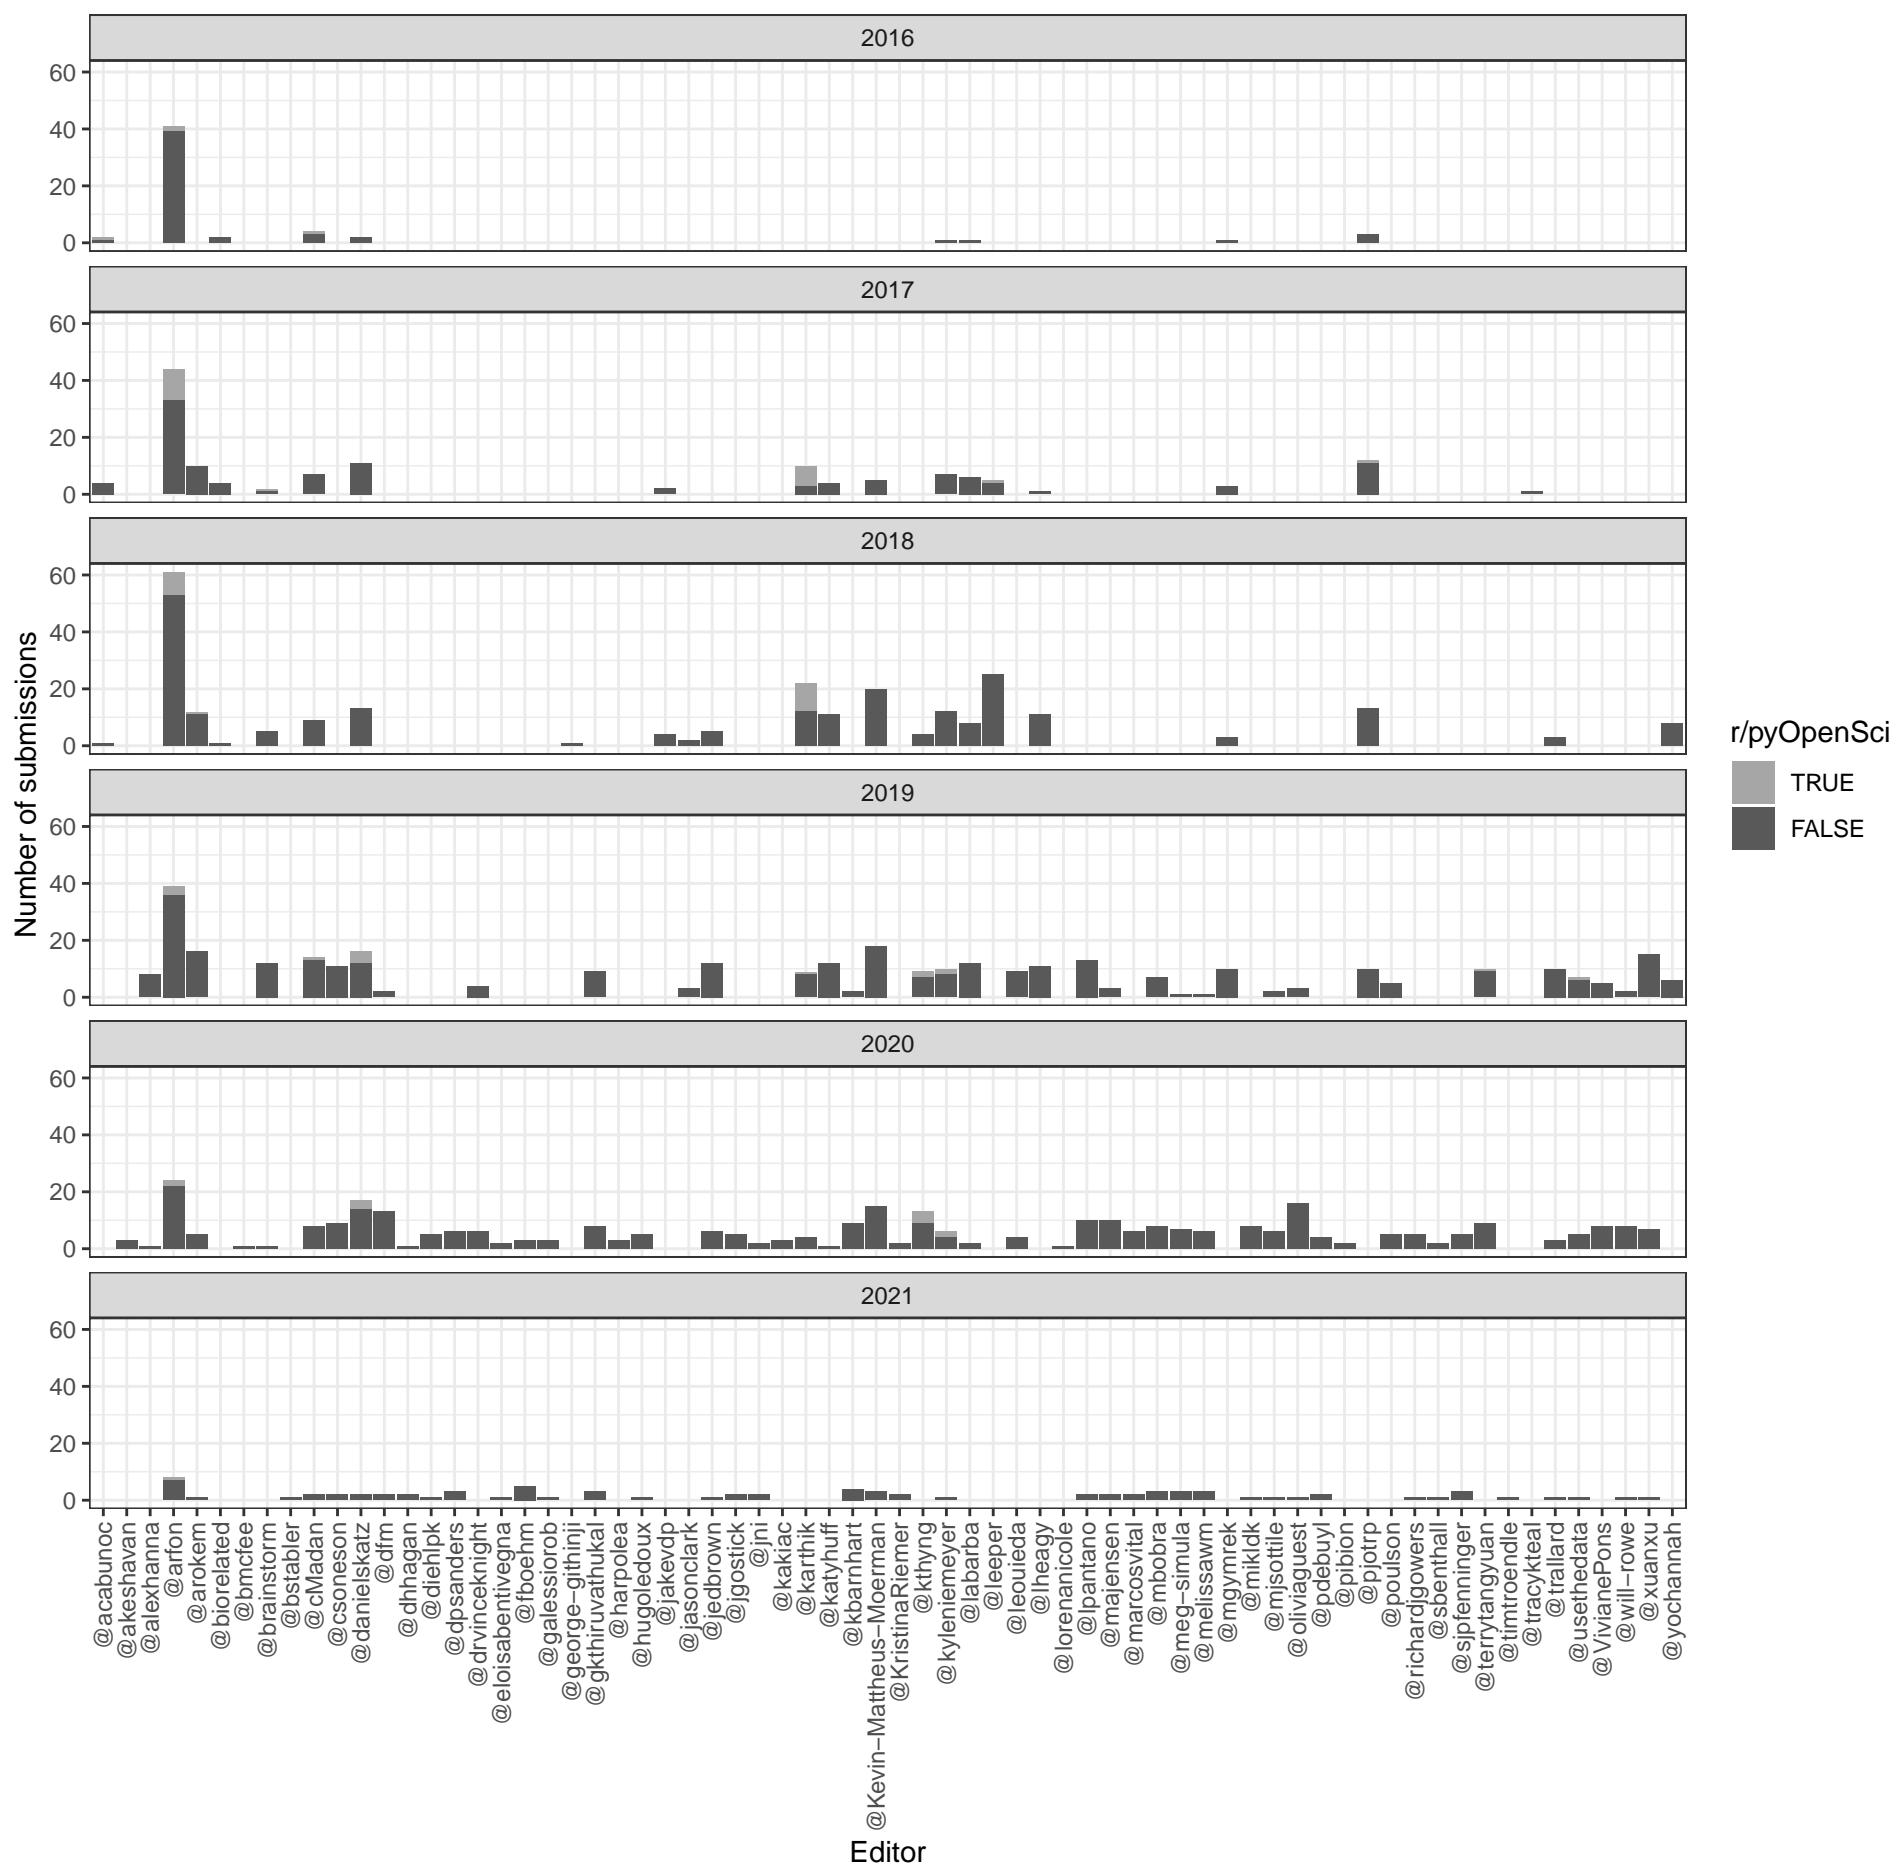 2016
60
40
20
0
2017
60
40
20
0
2018
60
40
20
0
2019
60
40
20
0
2020
60
40
20
0
2021
60
40
20
0
Number of submissions
@acabunoc
@akeshavan
@alexhanna
@arfon
@arokem
@biorelated
@bmcfee
@brainstorm
@bstabler
@cMadan
@csoneson
@danielskatz
@dfm
@dhhagan
@diehlpk
@dpsanders
@drvinceknight
@eloisabentivegna
@fboehm
@galessiorob
@george−githinji
@gkthiruvathukal
@harpolea
@hugoledoux
@jakevdp
@jasonclark
@jedbrown
@jgostick
@jni
@kakiac
@karthik
@katyhuff
@kbarnhart
@Kevin−Mattheus−Moerman
@KristinaRiemer
@kthyng
@kyleniemeyer
@labarba
@leeper
@leouieda
@lheagy
@lorenanicole
@lpantano
@majensen
@marcosvital
@mbobra
@meg−simula
@melissawm
@mgymrek
@mikldk
@mjsottile
@oliviaguest
@pdebuyl
@pibion
@pjotrp
@poulson
@richardjgowers
@sbenthall
@sjpfenninger
@terrytangyuan
@timtroendle
@tracykteal
@trallard
@usethedata
@VivianePons
@will−rowe
@xuanxu
@yochannah
Editor
r/pyOpenSci
TRUE
FALSE